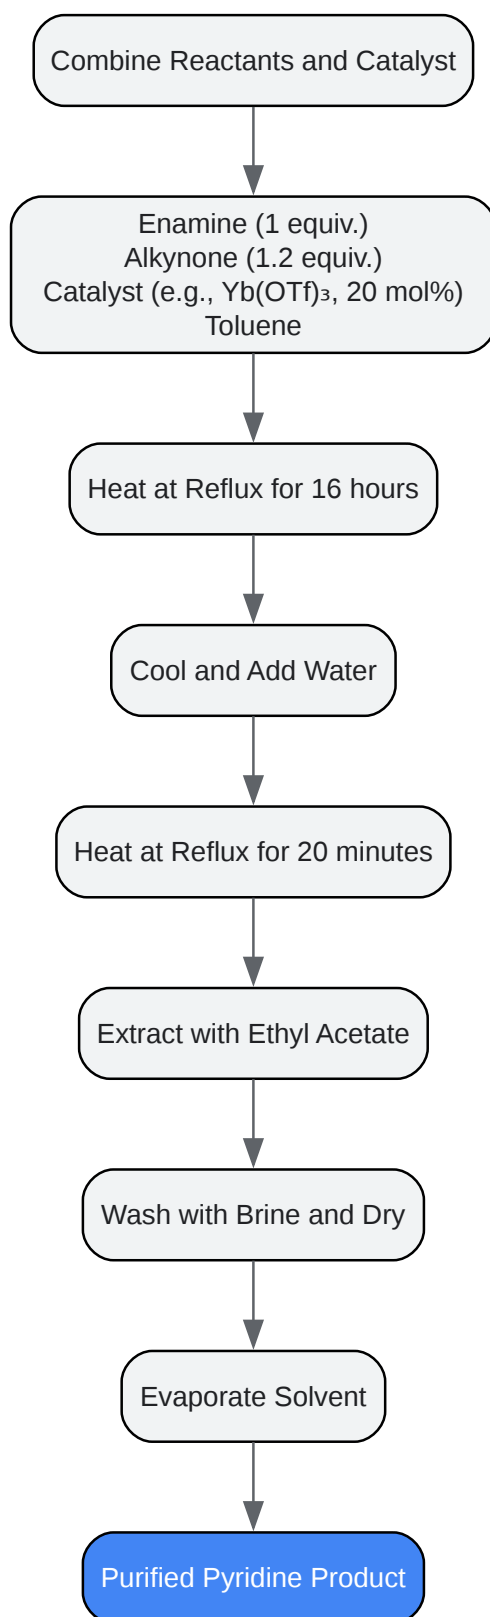 Combine Reactants and Catalyst
Enamine (1 equiv.)
Alkynone (1.2 equiv.)
Catalyst (e.g., Yb(OTf)₃, 20 mol%)
Toluene
Heat at Reflux for 16 hours
Cool and Add Water
Heat at Reflux for 20 minutes
Extract with Ethyl Acetate
Wash with Brine and Dry
Evaporate Solvent
Purified Pyridine Product